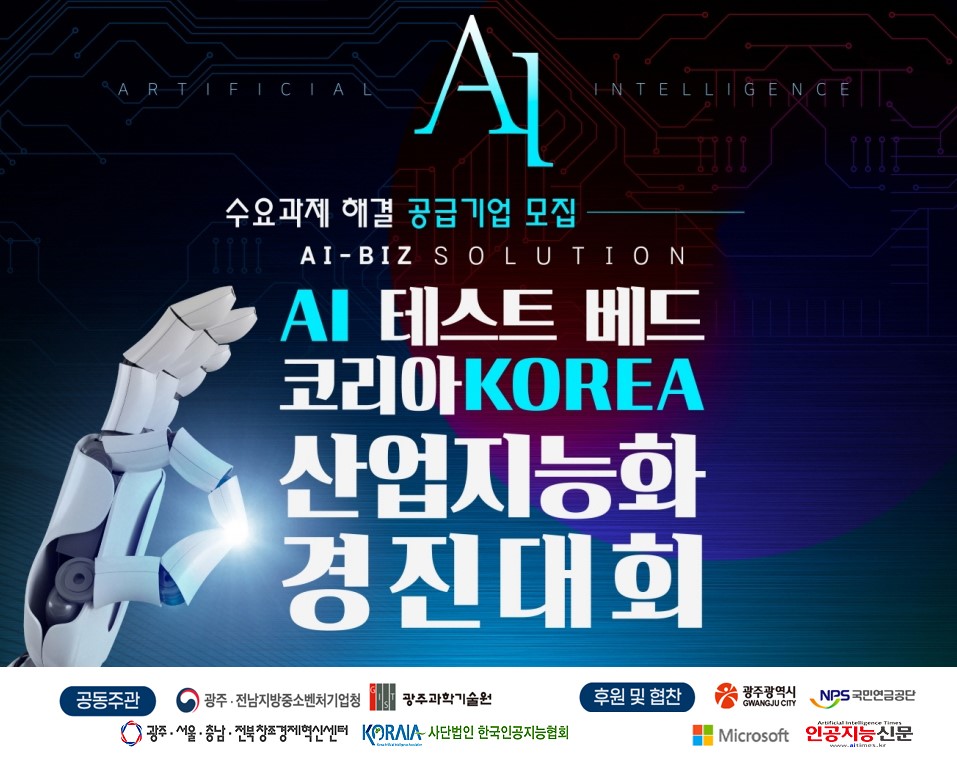 AI
ARTIFICIAL INTELLIGENCE
수요과제 해결 공급기업 모집
AI-BIZ SOLUTION
AI 테스트 베드
코리아KOREA
산업지능화
경진대회
공동주관 광주·전남지방중소벤처기업청 GIST 광주과학기술원
광주·서울·충남·전북창조경제혁신센터 KORAIA 사단법인 한국인공지능협회
후원 및 협찬 광주광역시 GWANGJU CITY NPS 국민연금공단
Microsoft Artificial Intelligence Times 인공지능신문 www.aitimes.kr